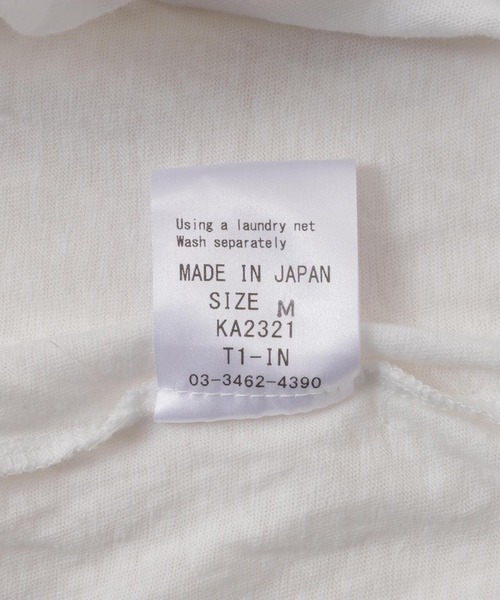 Using a laundry net
Wash separately
MADE IN JAPAN
SIZE M
KA2321
T1-IN
03-3462-4390